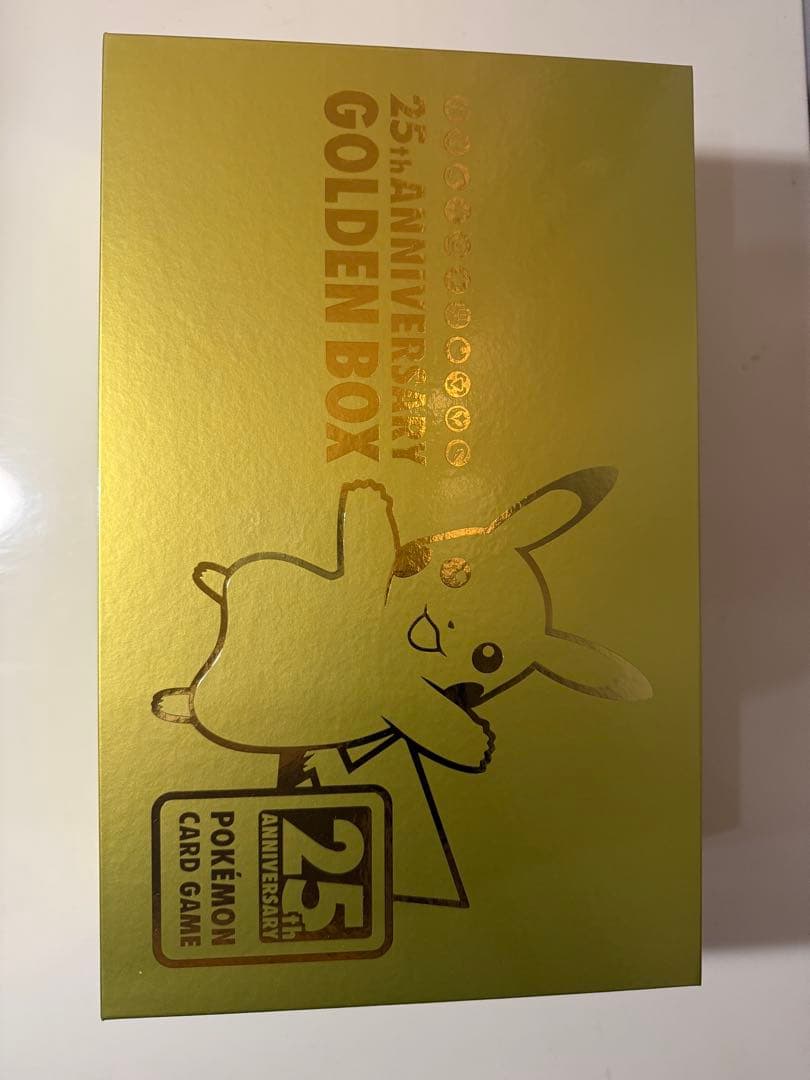 25th ANNIVERSARY
GOLDEN BOX
25th
ANNIVERSARY
POKÉMON
CARD GAME